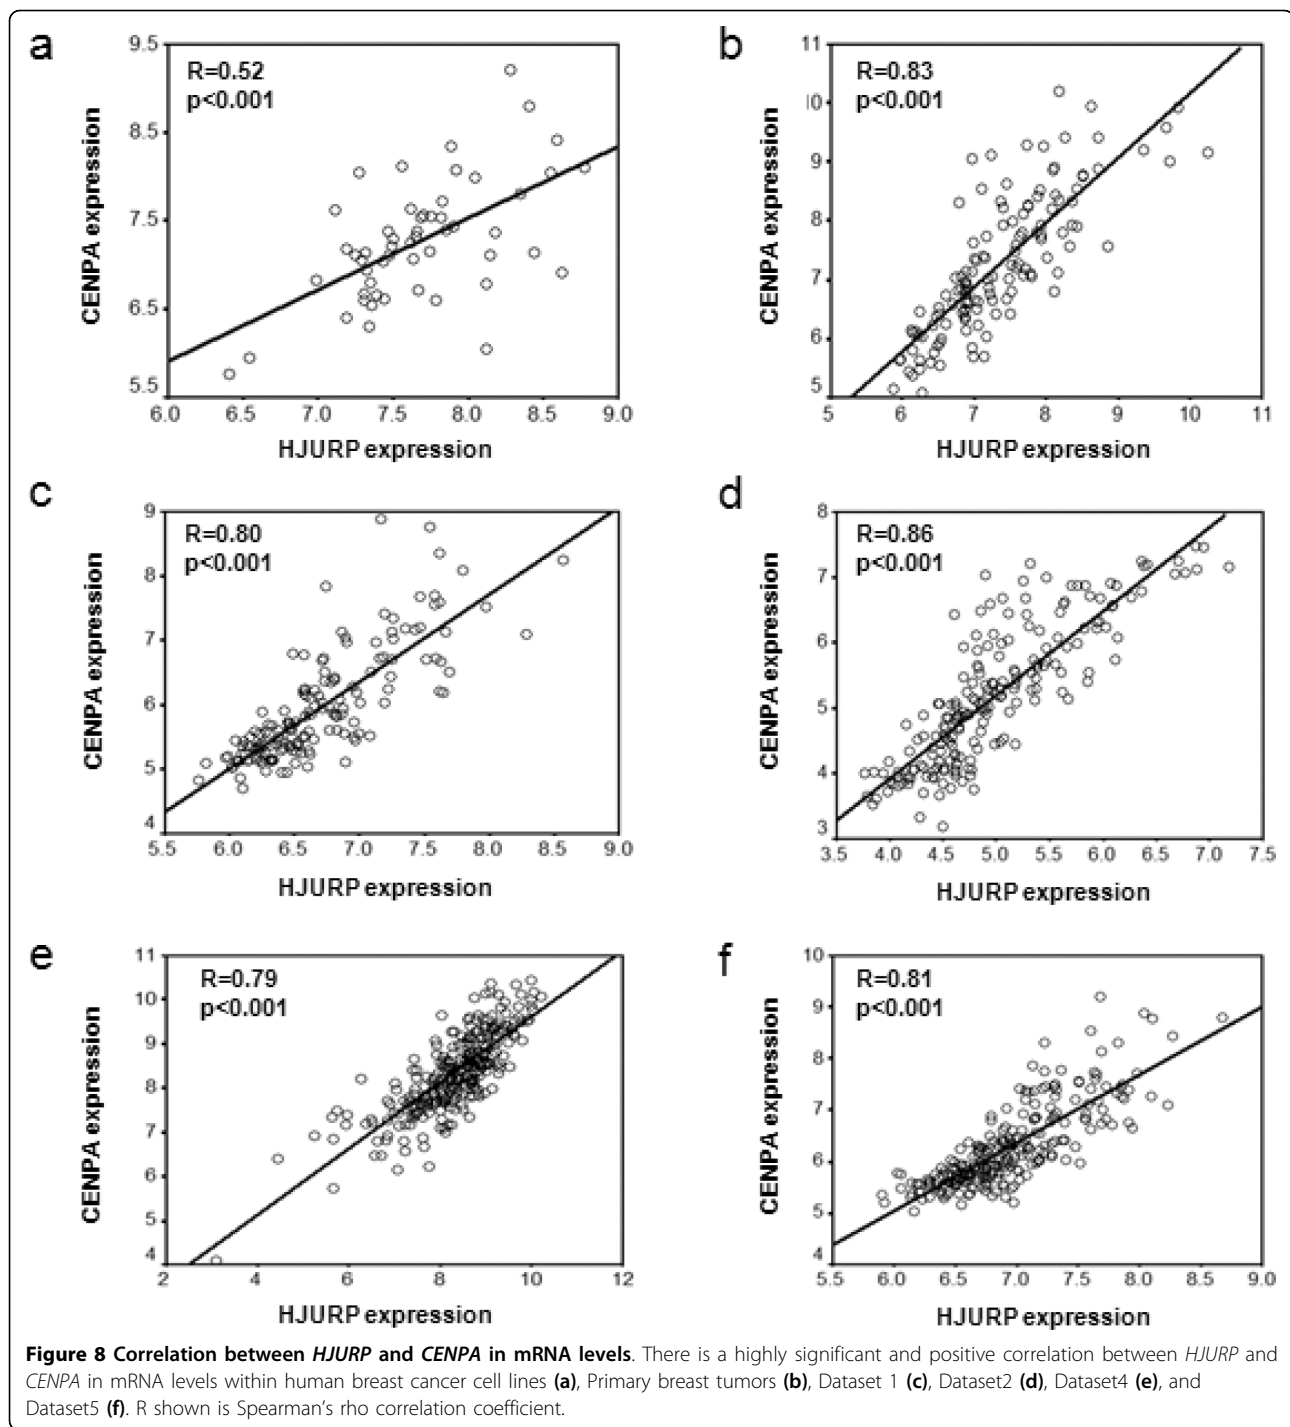 a
9.5
8.5
7.5
6.5
5.5
CENPA expression
R=0.52
p<0.001
6.0 6.5 7.0 7.5 8.0 8.5 9.0
HJURP expression
b
11
10
9
8
7
6
5
CENPA expression
R=0.83
p<0.001
5 6 7 8 9 10 11
HJURP expression
c
9
8
7
6
5
4
CENPA expression
R=0.80
p<0.001
5.5 6.0 6.5 7.0 7.5 8.0 8.5 9.0
HJURP expression
d
8
7
6
5
4
3
CENPA expression
R=0.86
p<0.001
3.5 4.0 4.5 5.0 5.5 6.0 6.5 7.0 7.5
HJURP expression
e
11
10
9
8
7
6
5
4
CENPA expression
R=0.79
p<0.001
2 4 6 8 10 12
HJURP expression
f
10
9
8
7
6
5
4
CENPA expression
R=0.81
p<0.001
5.5 6.0 6.5 7.0 7.5 8.0 8.5 9.0
HJURP expression
Figure 8 Correlation between HJURP and CENPA in mRNA levels. There is a highly significant and positive correlation between HJURP and
CENPA in mRNA levels within human breast cancer cell lines (a), Primary breast tumors (b), Dataset 1 (c), Dataset2 (d), Dataset4 (e), and
Dataset5 (f). R shown is Spearman's rho correlation coefficient.